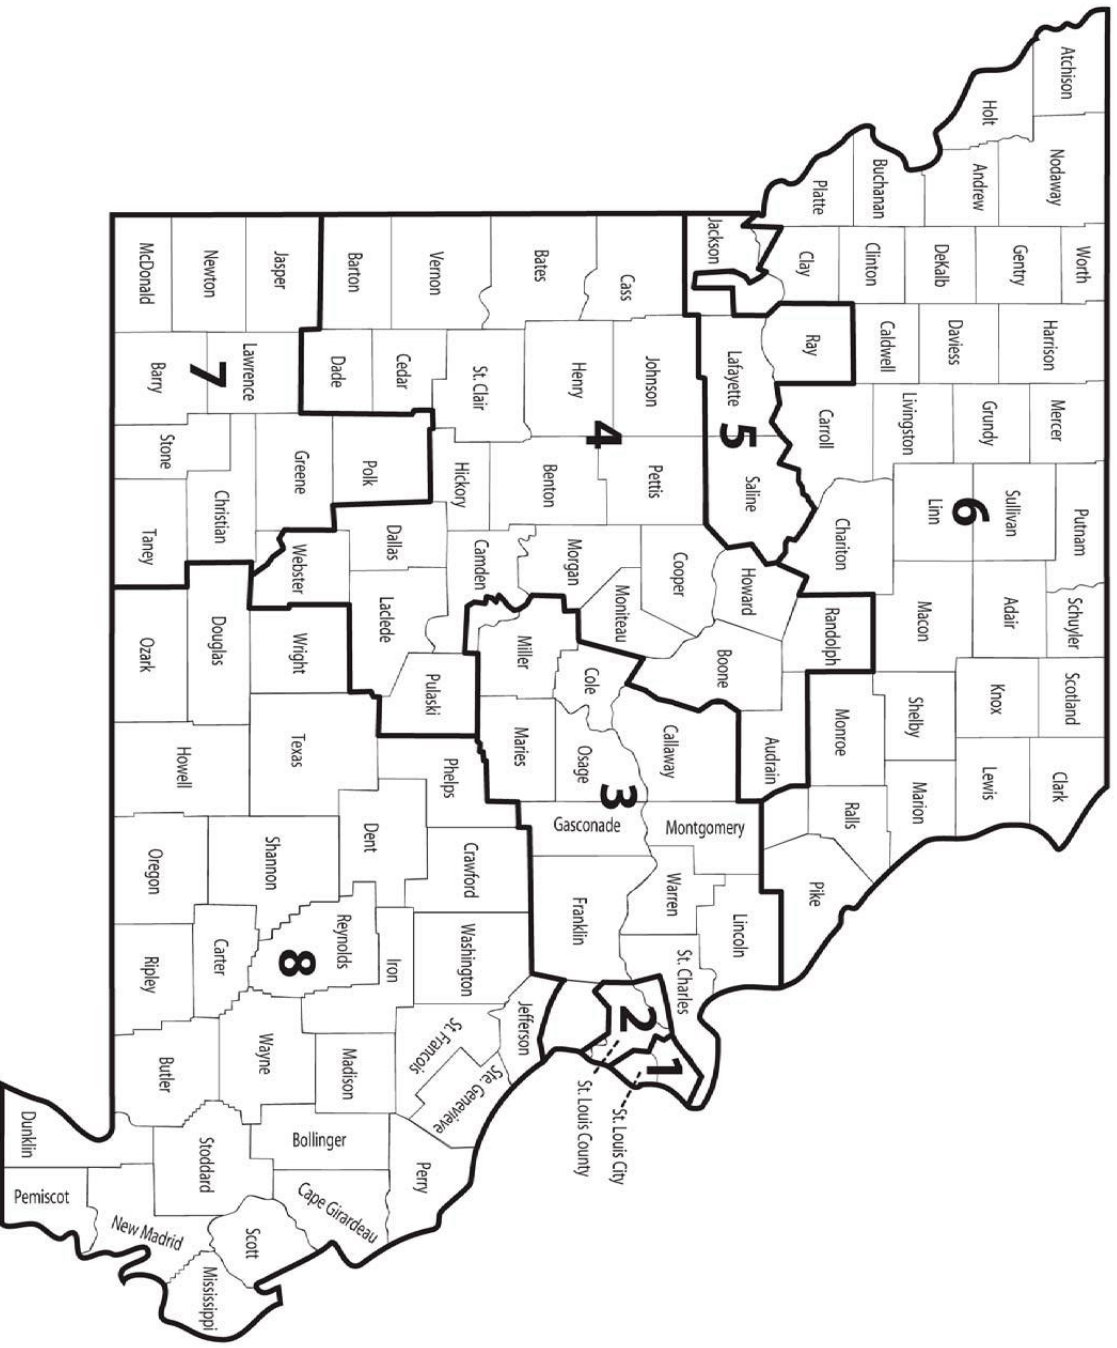 Atchison
Nodaway
Worth
Harrison
Mercer
Putnam
Schuyler
Scotland
Clark
Holt
Andrew
Gentry
Daviess
Grundy
Sullivan
Adair
Knox
Lewis
Buchanan
DeKalb
Clinton
Caldwell
Livingston
Linn
6
Macon
Shelby
Marion
Platte
Clay
Ray
Carroll
Chariton
Randolph
Monroe
Ralls
Pike
Jackson
Lafayette
5
Saline
Howard
Boone
Audrain
Callaway
Montgomery
Warren
Lincoln
St. Charles
Cass
Johnson
Pettis
Cooper
Moniteau
Cole
Osage
3
Gasconade
Franklin
2
1
St. Louis City
St. Louis County
Bates
Henry
4
Benton
Morgan
Miller
Maries
Jefferson
Vernon
St. Clair
Hickory
Camden
Pulaski
Phelps
Crawford
Washington
St. Francois
Ste. Genevieve
Perry
Barton
Cedar
Dade
Polk
Dallas
Laclede
Dent
Iron
Madison
Bollinger
Cape Girardeau
Jasper
Lawrence
Greene
Webster
Wright
Texas
Shannon
Reynolds
8
Wayne
Newton
7
Christian
Douglas
Howell
Carter
Stoddard
Scott
Mississippi
McDonald
Barry
Stone
Taney
Ozark
Oregon
Ripley
Butler
New Madrid
Dunklin
Pemiscot